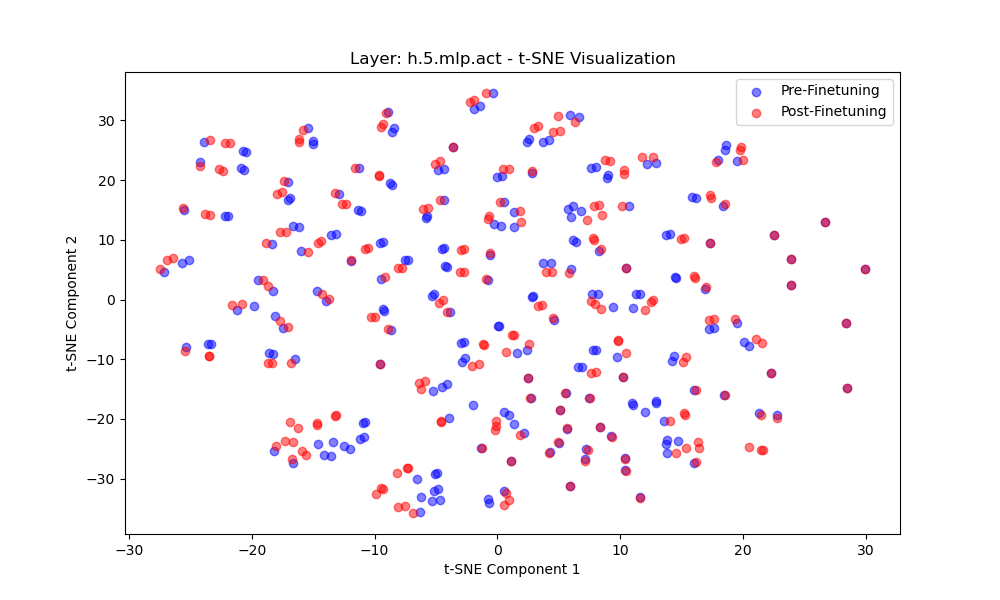 Layer: h.5.mlp.act - t-SNE Visualization
Pre-Finetuning
Post-Finetuning
t-SNE Component 2
30
20
10
0
−10
−20
−30
−30
−20
−10
0
10
20
30
t-SNE Component 1